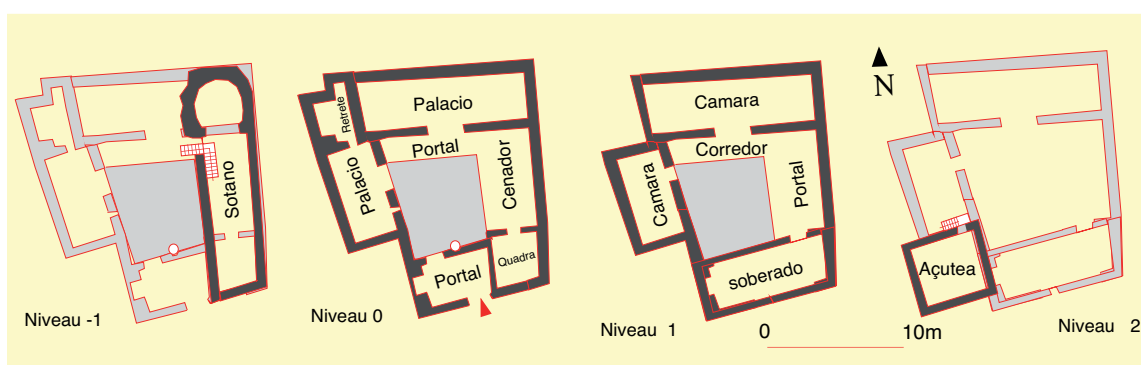 Sotano
Niveau -1
Palacio
Retrete
Portal
Palacio
Cenador
Portal
Quadra
Niveau 0
Camara
Corredor
Camara
Portal
soberado
Niveau 1
0 10m
N
Açutea
Niveau 2